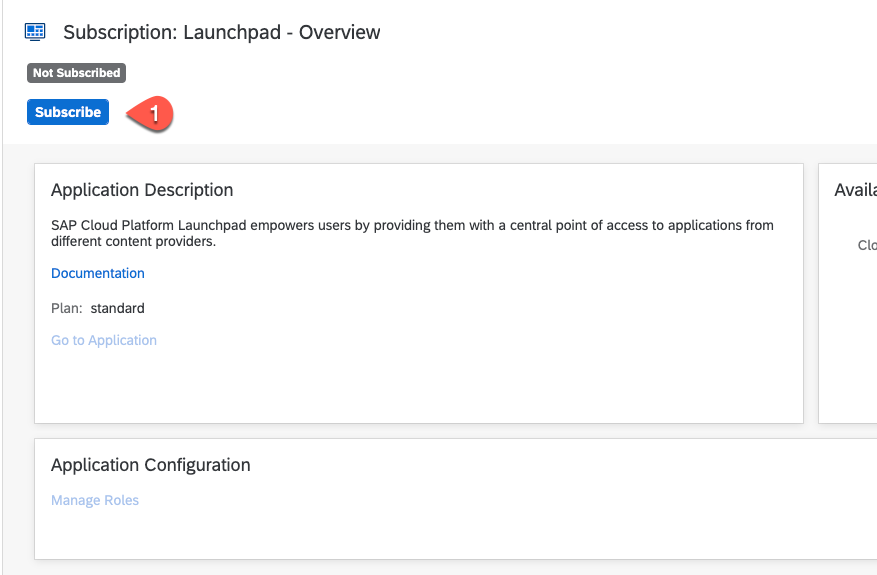 Subscription: Launchpad - Overview
Not Subscribed
Subscribe
1
Application Description
SAP Cloud Platform Launchpad empowers users by providing them with a central point of access to applications from
different content providers.
Documentation
Plan: standard
Go to Application
Application Configuration
Manage Roles